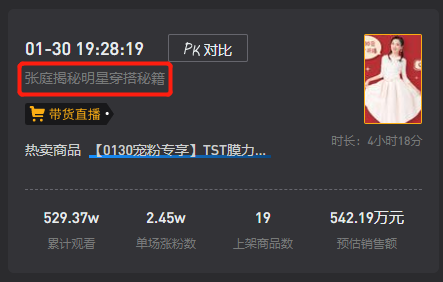 01-30 19:28:19 PK 对比
张庭揭秘明星穿搭秘籍
带货直播
时长：4小时18分
热卖商品 【0130宠粉专享】TST膜力...
529.37w 2.45w 19 542.19万元
累计观看 单场涨粉数 上架商品数 预估销售额